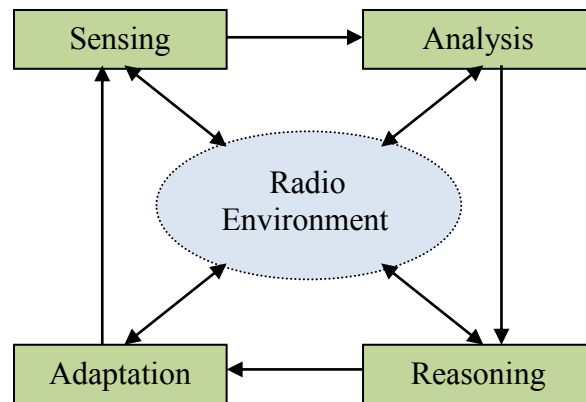 Sensing
Analysis
Radio
Environment
Adaptation
Reasoning